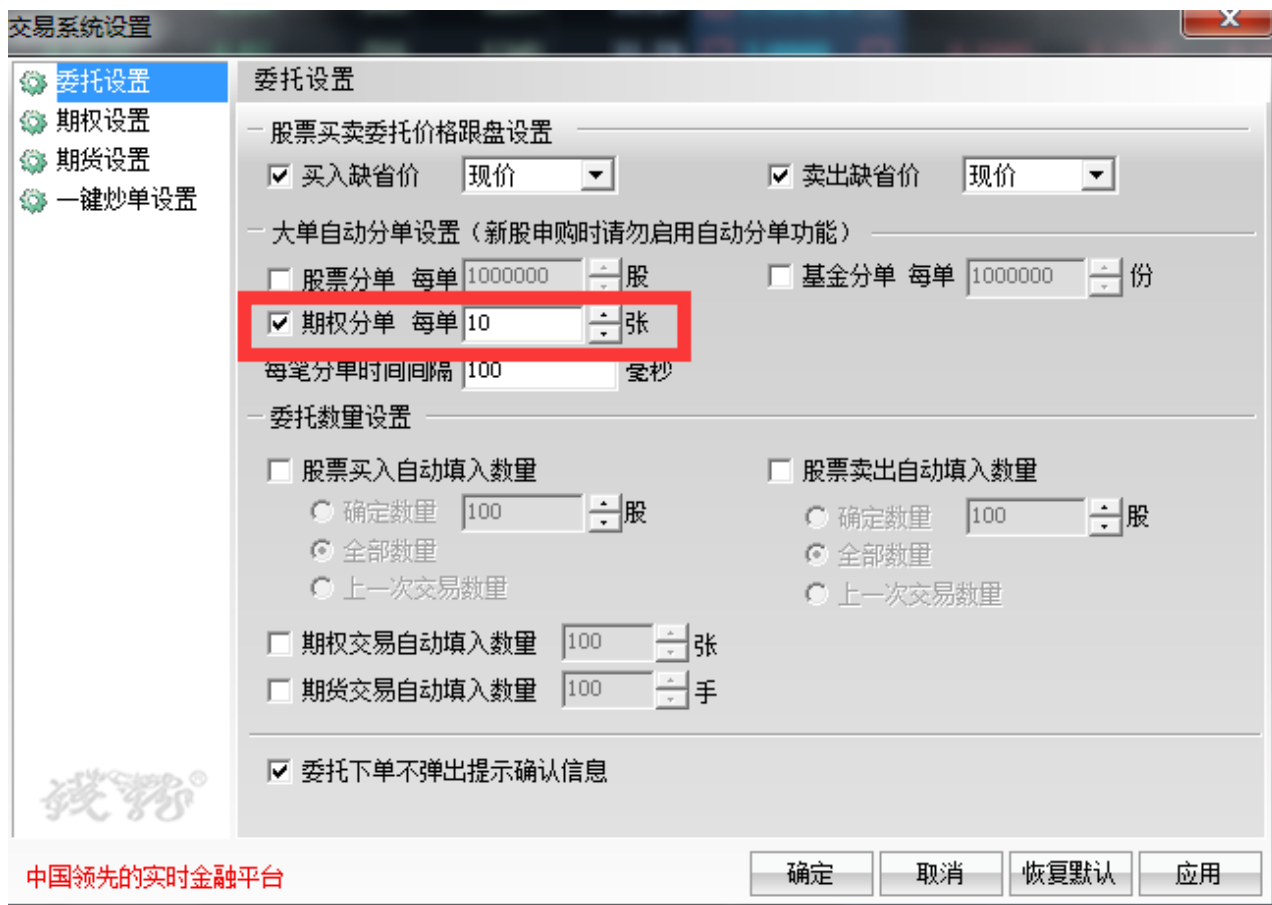 交易系统设置
委托设置
期权设置
期货设置
一键炒单设置
委托设置
股票买卖委托价格跟盘设置
买入缺省价 现价 卖出缺省价 现价
大单自动分单设置（新股申购时请勿启用自动分单功能）
股票分单 每单 1000000 股 基金分单 每单 1000000 份
期权分单 每单 10 张
每笔分单时间间隔 100 毫秒
委托数量设置
股票买入自动填入数量 股票卖出自动填入数量
确定数量 100 股 确定数量 100 股
全部数量 全部数量
上一次交易数量 上一次交易数量
期权交易自动填入数量 100 张
期货交易自动填入数量 100 手
委托下单不弹出提示确认信息
钱龙®
中国领先的实时金融平台
确定 取消 恢复默认 应用